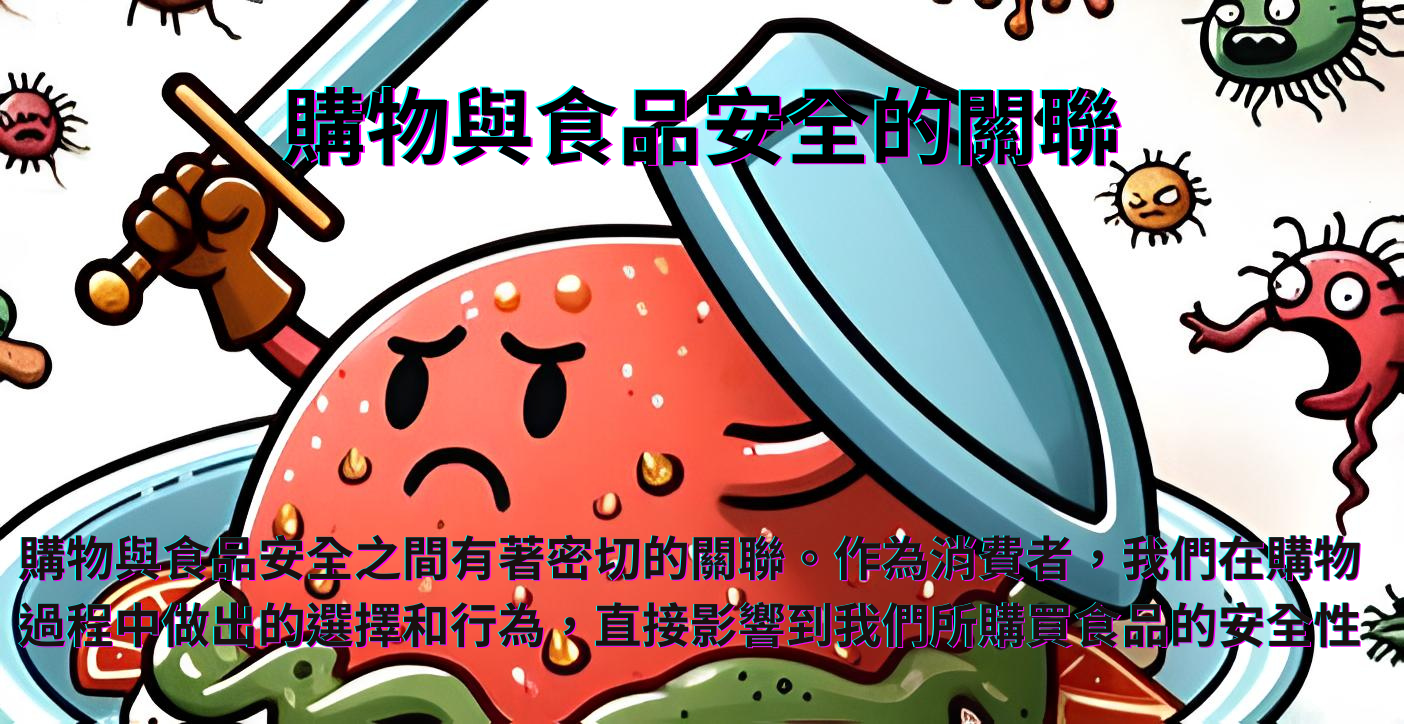 購物與食品安全的關聯
購物與食品安全之間有著密切的關聯。作為消費者，我們在購物
過程中做出的選擇和行為，直接影響到我們所購買食品的安全性